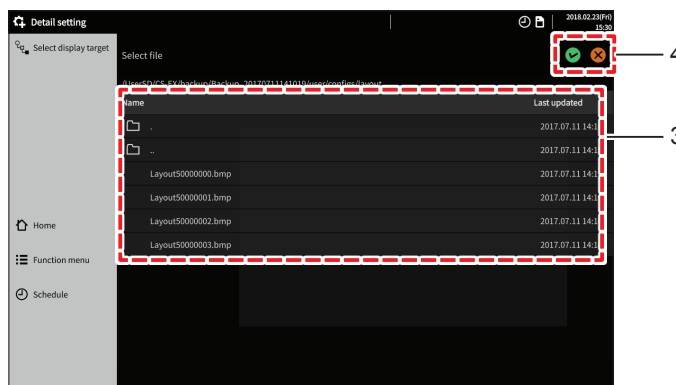 Detail setting
2018.02.23(Fri)
15:30
Select display target
Select file
4
/UserSD/CS-EX/backup/Backup_20170711141019/user/configs/layout
Name Last updated
. 2017.07.11 14:1
3
.. 2017.07.11 14:1
Layout50000000.bmp 2017.07.11 14:1
Layout50000001.bmp 2017.07.11 14:1
Layout50000002.bmp 2017.07.11 14:1
Layout50000003.bmp 2017.07.11 14:1
Home
Function menu
Schedule